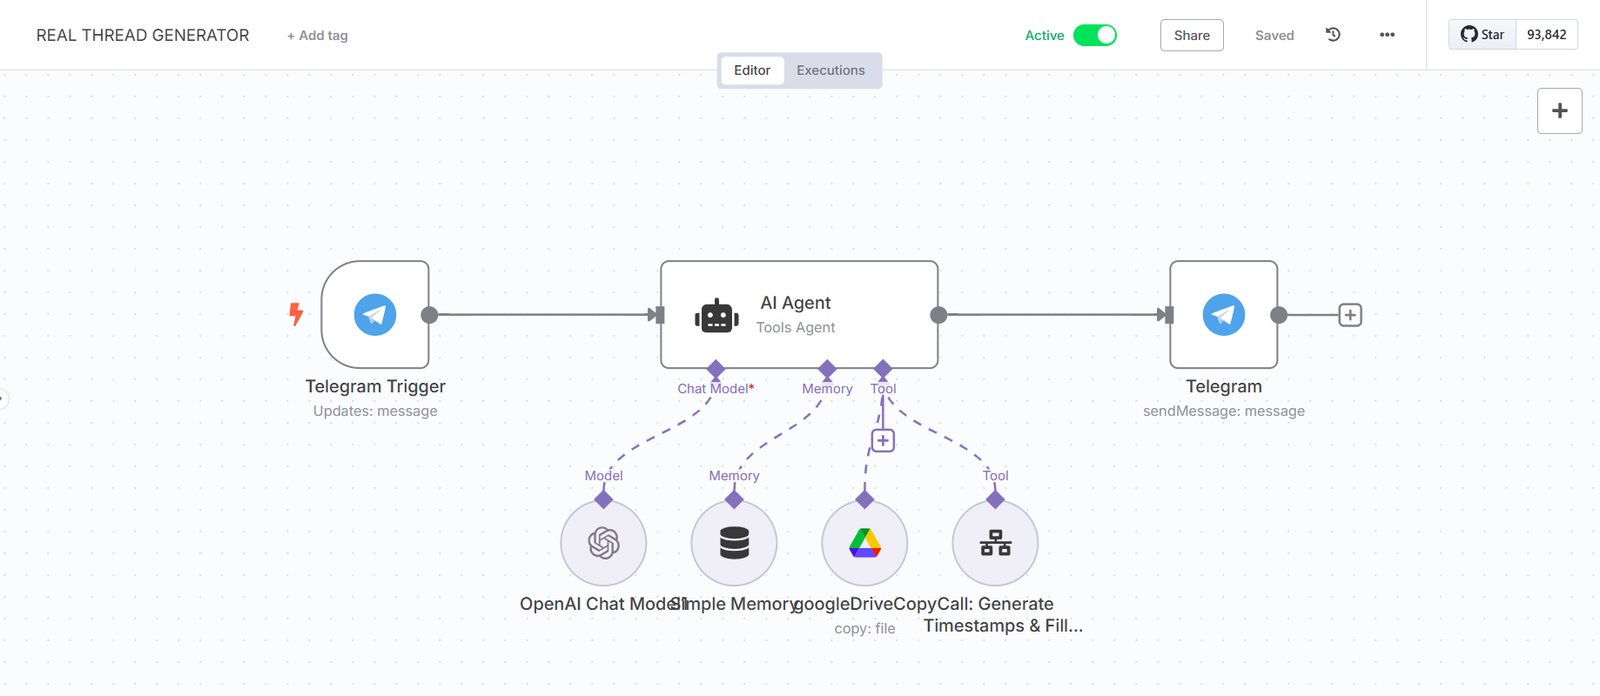 REAL THREAD GENERATOR
+ Add tag
Active
Share
Saved
Star
93,842
Editor
Executions
AI Agent
Tools Agent
Telegram Trigger
Updates: message
Chat Model*
Memory
Tool
Telegram
sendMessage: message
Model
Memory
Tool
OpenAI Chat Model1
Simple Memory
googleDriveCopy
copy: file
Call: Generate
Timestamps & Fill...